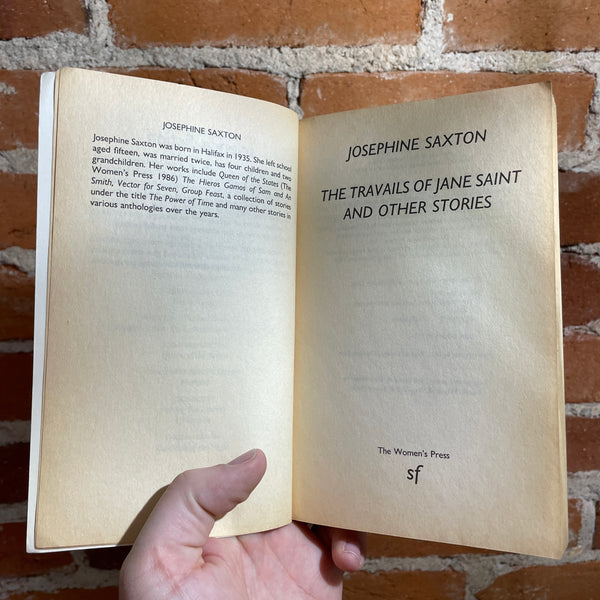 JOSEPHINE SAXTON
Josephine Saxton was born in Halifax in 1935. She left school
aged fifteen, was married twice, has four children and two
grandchildren. Her works include Queen of the States (The
Women's Press 1986) The Hieros Gamos of Sam and An
Smith, Vector for Seven, Group Feast, a collection of stories
under the title The Power of Time and many other stories in
various anthologies over the years.
JOSEPHINE SAXTON
THE TRAVAILS OF JANE SAINT
AND OTHER STORIES
The Women's Press
sf